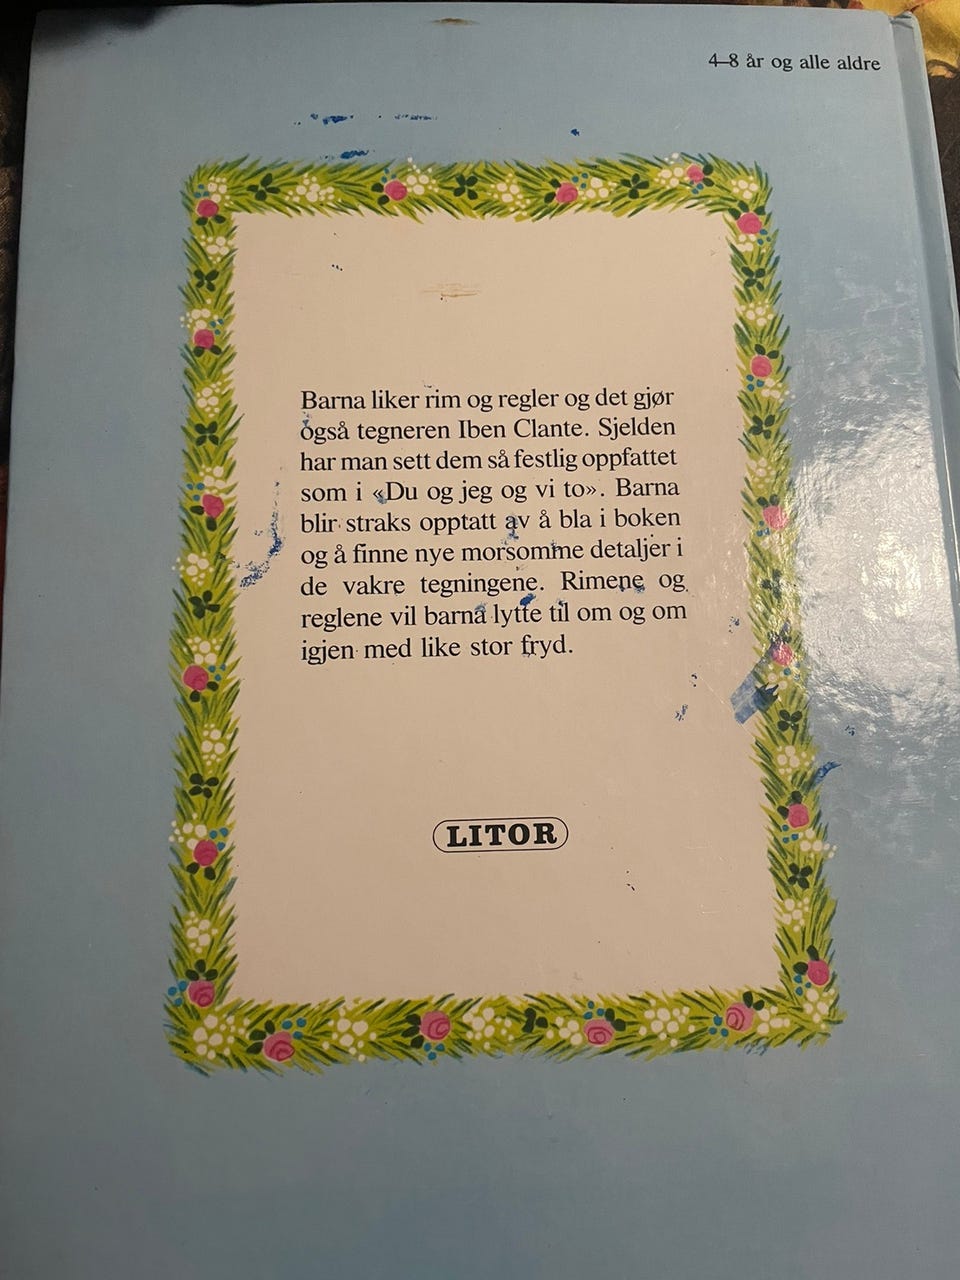 4–8 år og alle aldre
Barna liker rim og regler og det gjør
også tegneren Iben Clante. Sjelden
har man sett dem så festlig oppfattet
som i «Du og jeg og vi to». Barna
blir straks opptatt av å bla i boken
og å finne nye morsomme detaljer i
de vakre tegningene. Rimene og
reglene vil barna lytte til om og om
igjen med like stor fryd.
LITOR